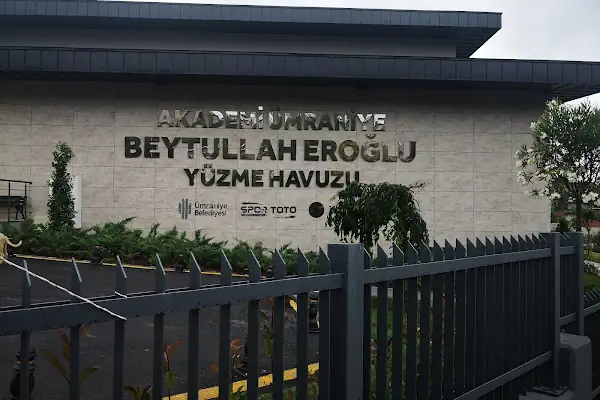 AKADEMİ ÜMRANİYE
BEYTULLAH EROĞLU
YÜZME HAVUZU
Ümraniye
Belediyesi
SPOR TOTO